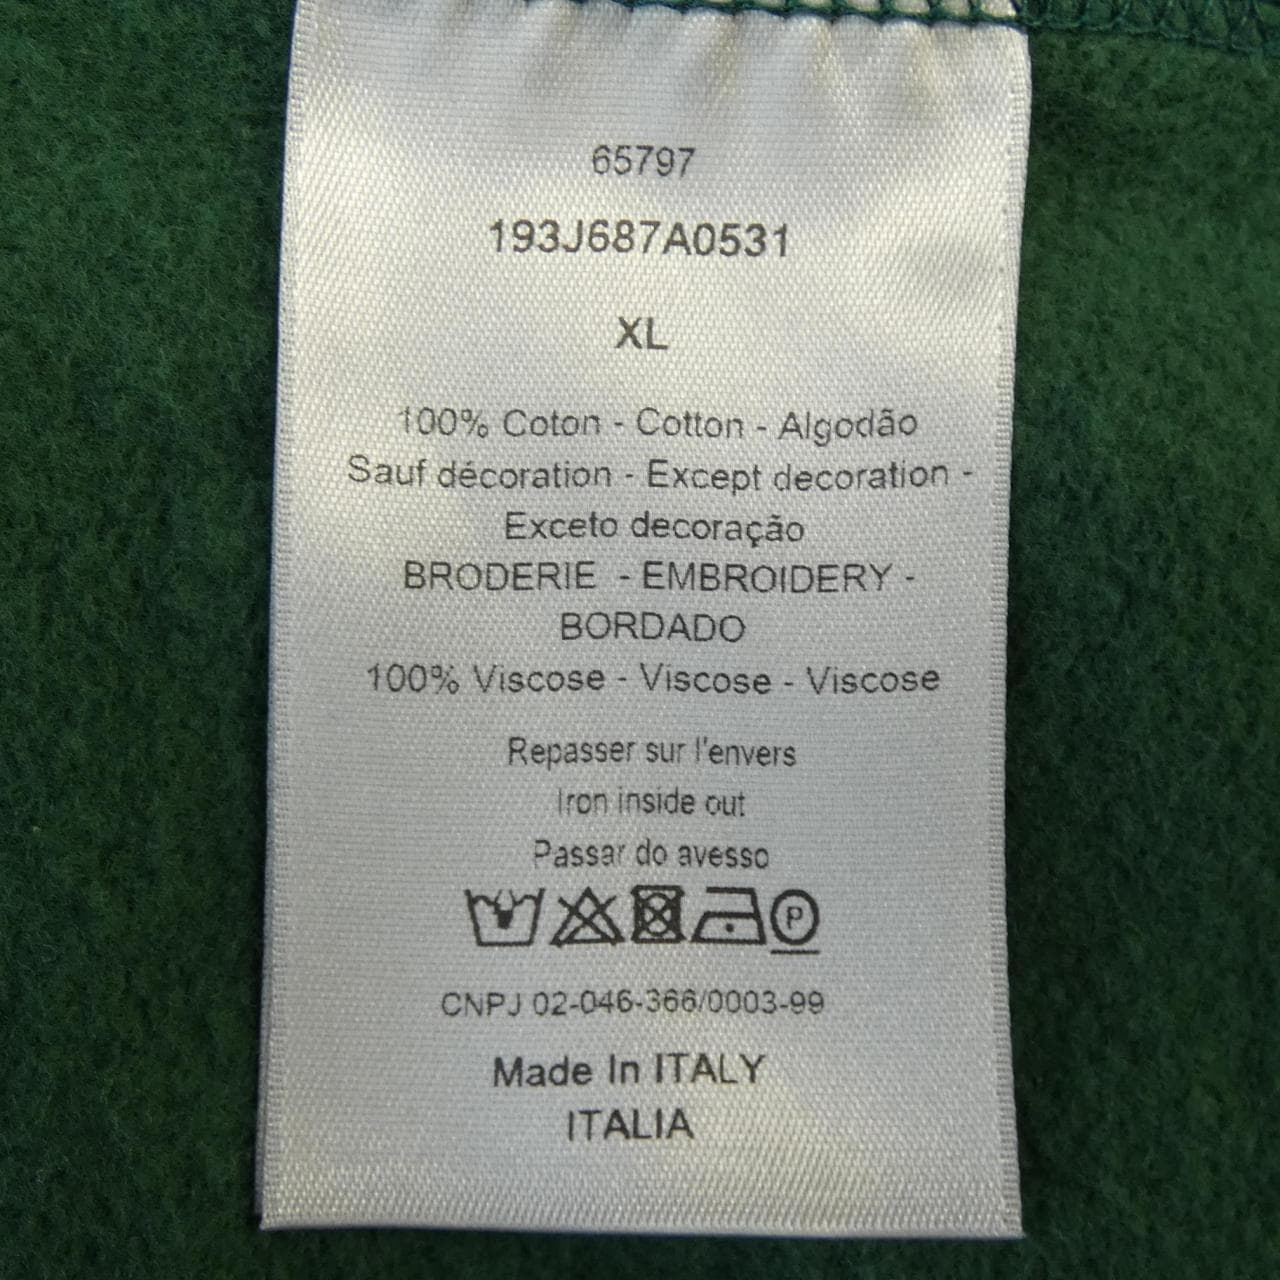 65797
193J687A0531
XL
100% Coton - Cotton - Algodão
Sauf décoration - Except decoration -
Exceto decoração
BRODERIE - EMBROIDERY -
BORDADO
100% Viscose - Viscose - Viscose
Repasser sur l'envers
Iron inside out
Passar do avesso
P
CNPJ 02-046-366/0003-99
Made In ITALY
ITALIA